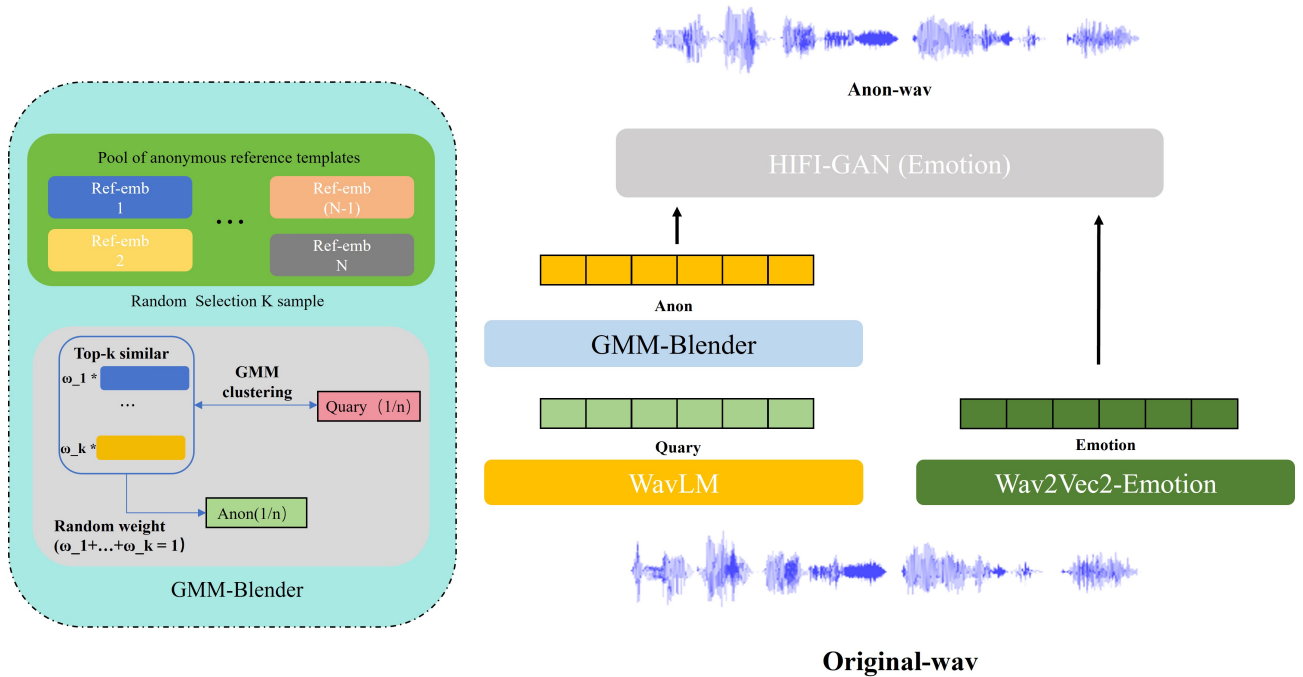 Pool of anonymous reference templates
Ref-emb
1
Ref-emb
(N-1)
...
Ref-emb
2
Ref-emb
N
Random Selection K sample
Top-k similar
ω_1 *
...
ω_k *
GMM
clustering
Quary (1/n)
Anon(1/n)
Random weight
(ω_1+...+ω_k = 1)
GMM-Blender
Anon-wav
HIFI-GAN (Emotion)
Anon
GMM-Blender
Quary
WavLM
Emotion
Wav2Vec2-Emotion
Original-wav